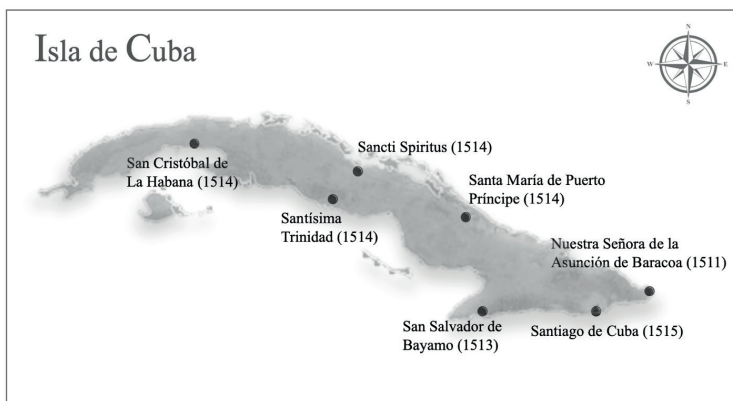 Isla de Cuba
N
W
E
S
Sancti Spiritus (1514)
San Cristóbal de
La Habana (1514)
Santa María de Puerto
Príncipe (1514)
Santísima
Trinidad (1514)
Nuestra Señora de la
Asunción de Baracoa (1511)
San Salvador de
Bayamo (1513)
Santiago de Cuba (1515)